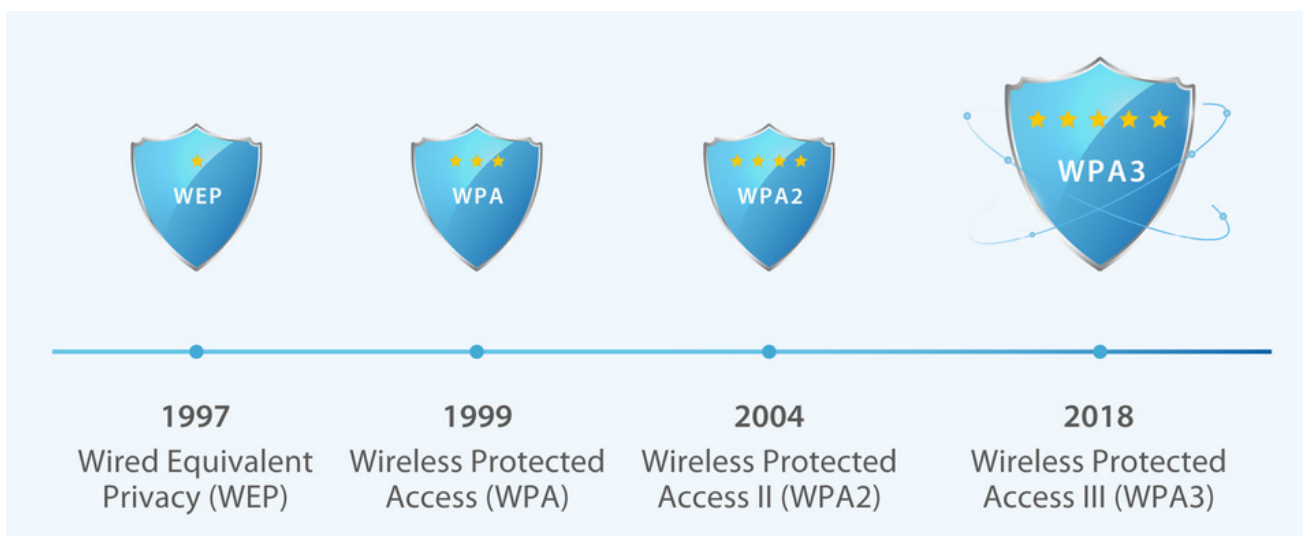 WEP
WPA
WPA2
WPA3
1997
Wired Equivalent
Privacy (WEP)
1999
Wireless Protected
Access (WPA)
2004
Wireless Protected
Access II (WPA2)
2018
Wireless Protected
Access III (WPA3)